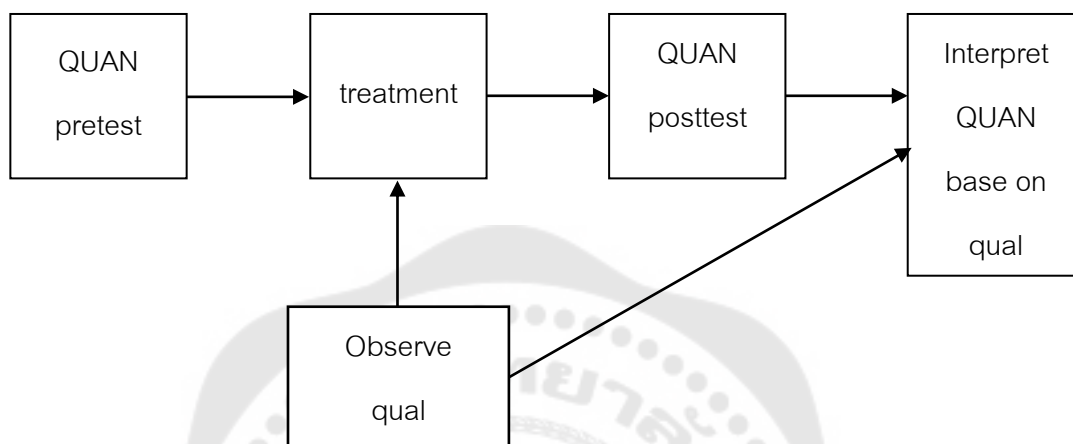 QUAN
pretest
treatment
QUAN
posttest
Interpret
QUAN
base on
qual
Observe
qual